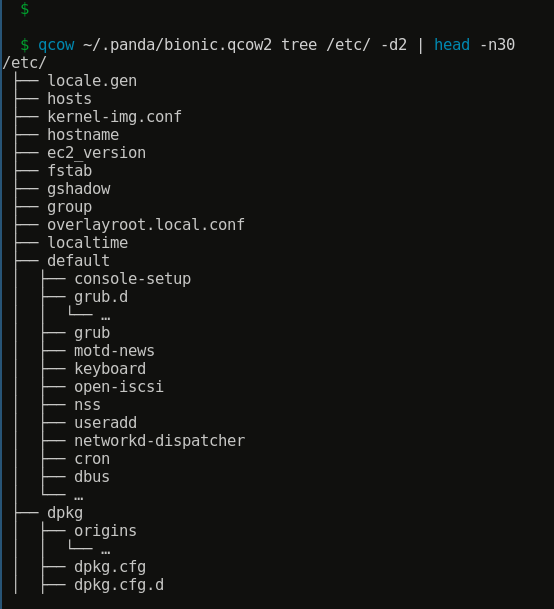 $
$ qcow ~/.panda/bionic.qcow2 tree /etc/ -d2 | head -n30
/etc/
├── locale.gen
├── hosts
├── kernel-img.conf
├── hostname
├── ec2_version
├── fstab
├── gshadow
├── group
├── overlayroot.local.conf
├── localtime
├── default
│  ├── console-setup
│  ├── grub.d
│  │  └── …
│  ├── grub
│  ├── motd-news
│  ├── keyboard
│  ├── open-iscsi
│  ├── nss
│  ├── useradd
│  ├── networkd-dispatcher
│  ├── cron
│  ├── dbus
│  └── …
├── dpkg
│  ├── origins
│  │  └── …
│  ├── dpkg.cfg
│  ├── dpkg.cfg.d